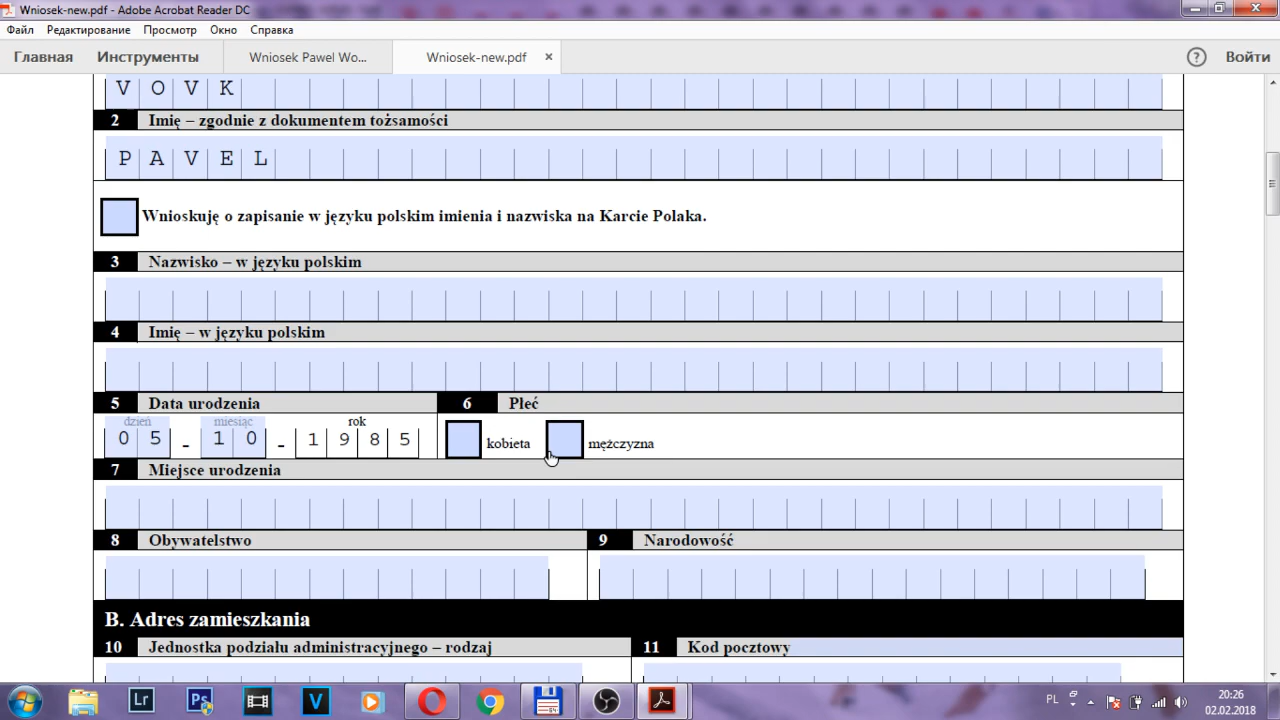 Wniosek-new.pdf - Adobe Acrobat Reader DC
Файл Редактирование Просмотр Окно Справка
Главная Инструменты Wniosek Pawel Wo... Wniosek-new.pdf × ? Войти
V O V K
2 Imię – zgodnie z dokumentem tożsamości
P A V E L
Wnioskuję o zapisanie w języku polskim imienia i nazwiska na Karcie Polaka.
3 Nazwisko – w języku polskim
4 Imię – w języku polskim
5 Data urodzenia 6 Płeć
dzień miesiąc rok
0 5 - 1 0 - 1 9 8 5 kobieta mężczyzna
7 Miejsce urodzenia
8 Obywatelstwo 9 Narodowość
B. Adres zamieszkania
10 Jednostka podziału administracyjnego – rodzaj 11 Kod pocztowy
Lr Ps V 64 PL 20:26
02.02.2018